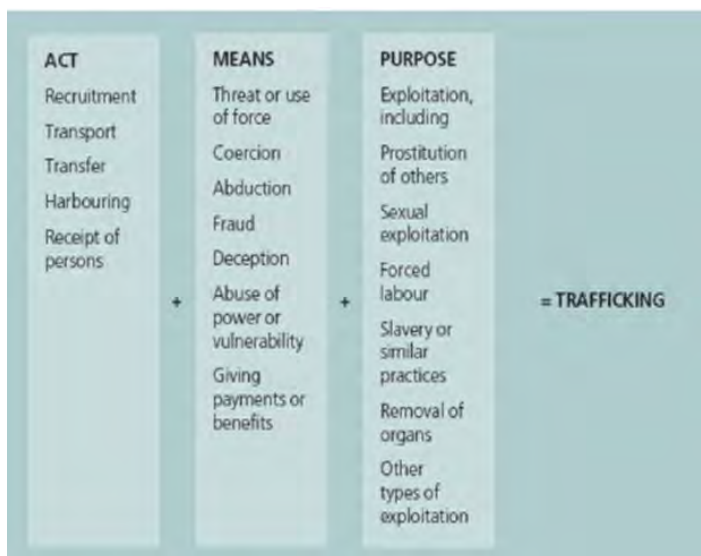 ACT
Recruitment
Transport
Transfer
Harbouring
Receipt of
persons
+
MEANS
Threat or use
of force
Coercion
Abduction
Fraud
Deception
Abuse of
power or
vulnerability
Giving
payments or
benefits
+
PURPOSE
Exploitation,
including
Prostitution
of others
Sexual
exploitation
Forced
labour
Slavery or
similar
practices
Removal of
organs
Other
types of
exploitation
= TRAFFICKING